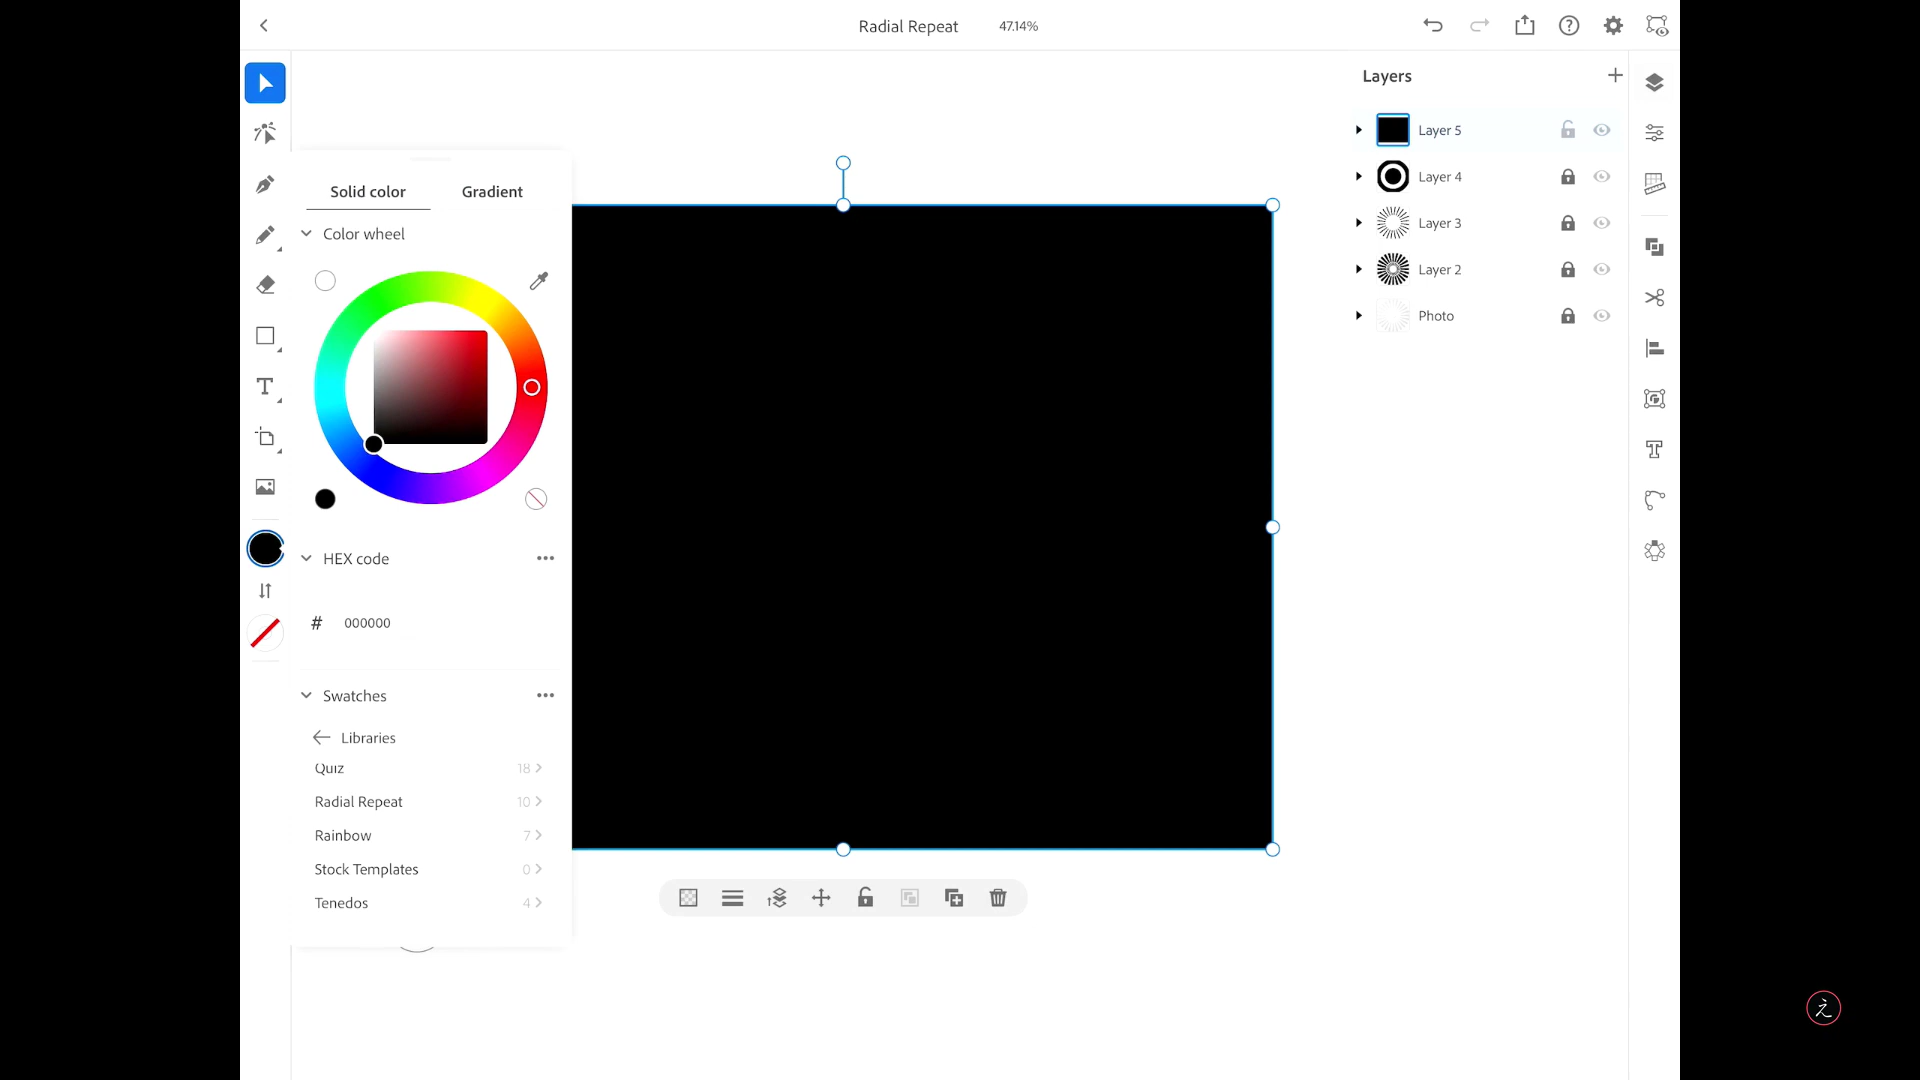 Radial Repeat 47.14%
Layers
Layer 5
Layer 4
Layer 3
Layer 2
Photo
Solid color Gradient
Color wheel
HEX code
# 000000
Swatches
Libraries
Quiz 18
Radial Repeat 10
Rainbow 7
Stock Templates 0
Tenedos 4